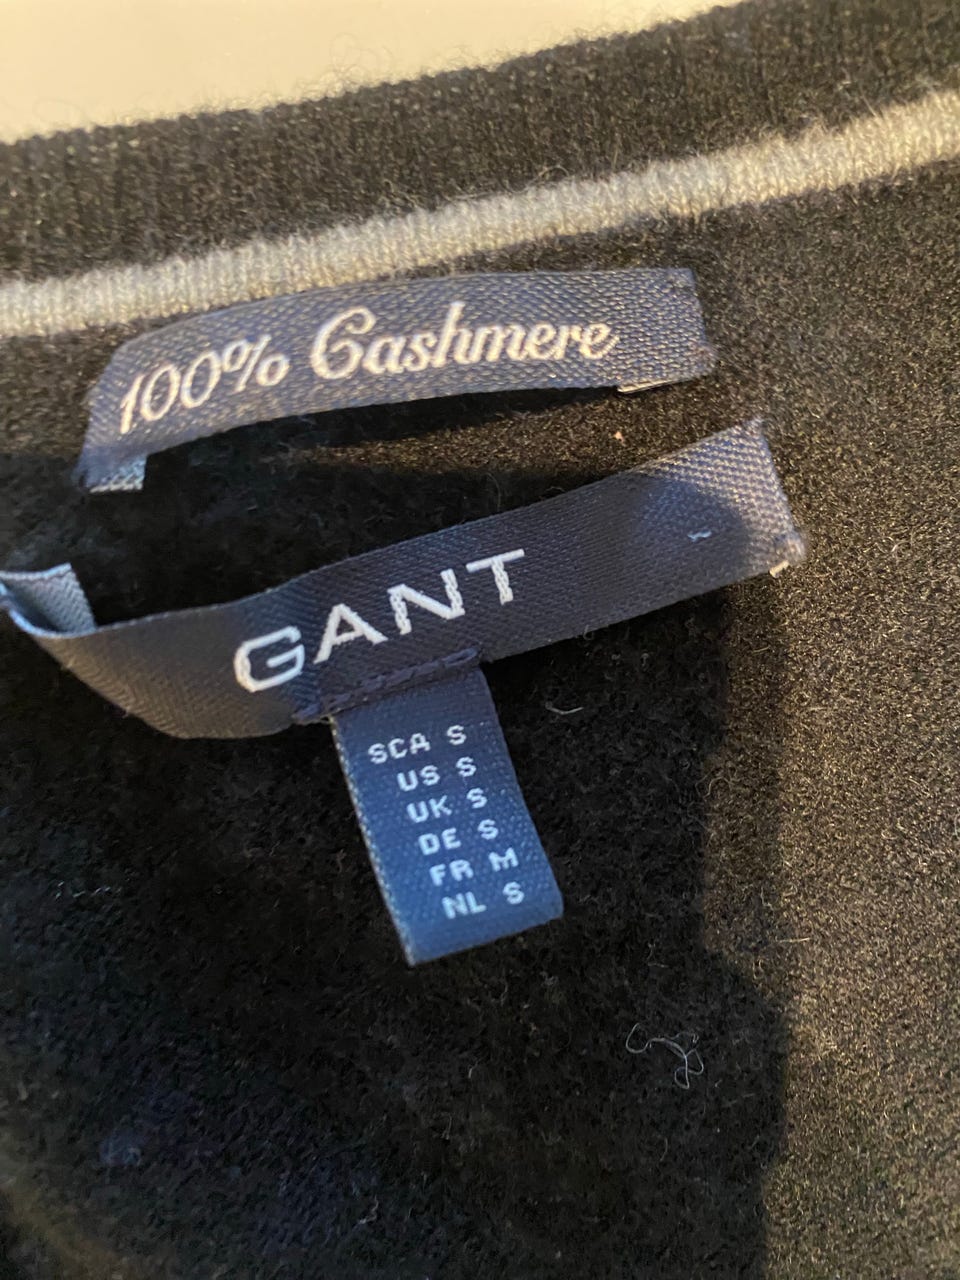 100% Cashmere
GANT
SCA S
US S
UK S
DE S
FR M
NL S